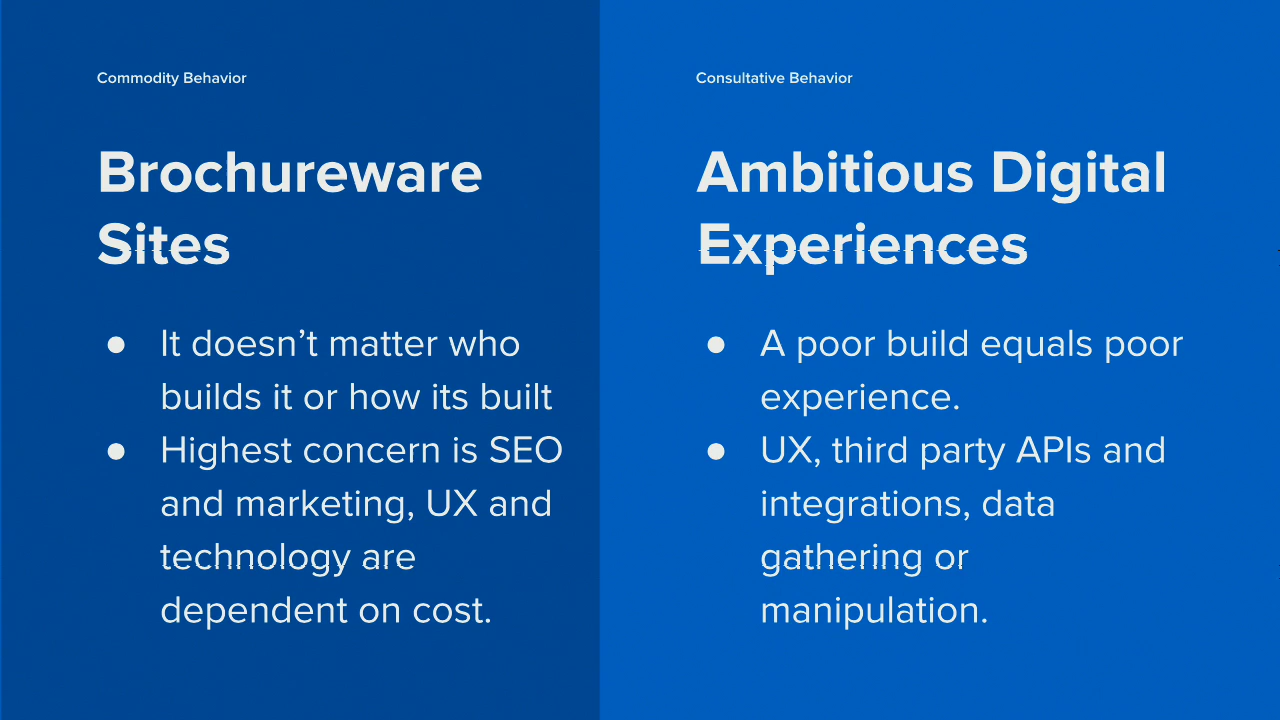 Commodity Behavior
Brochureware
Sites
● It doesn’t matter who
builds it or how its built
● Highest concern is SEO
and marketing, UX and
technology are
dependent on cost.
Consultative Behavior
Ambitious Digital
Experiences
● A poor build equals poor
experience.
● UX, third party APIs and
integrations, data
gathering or
manipulation.